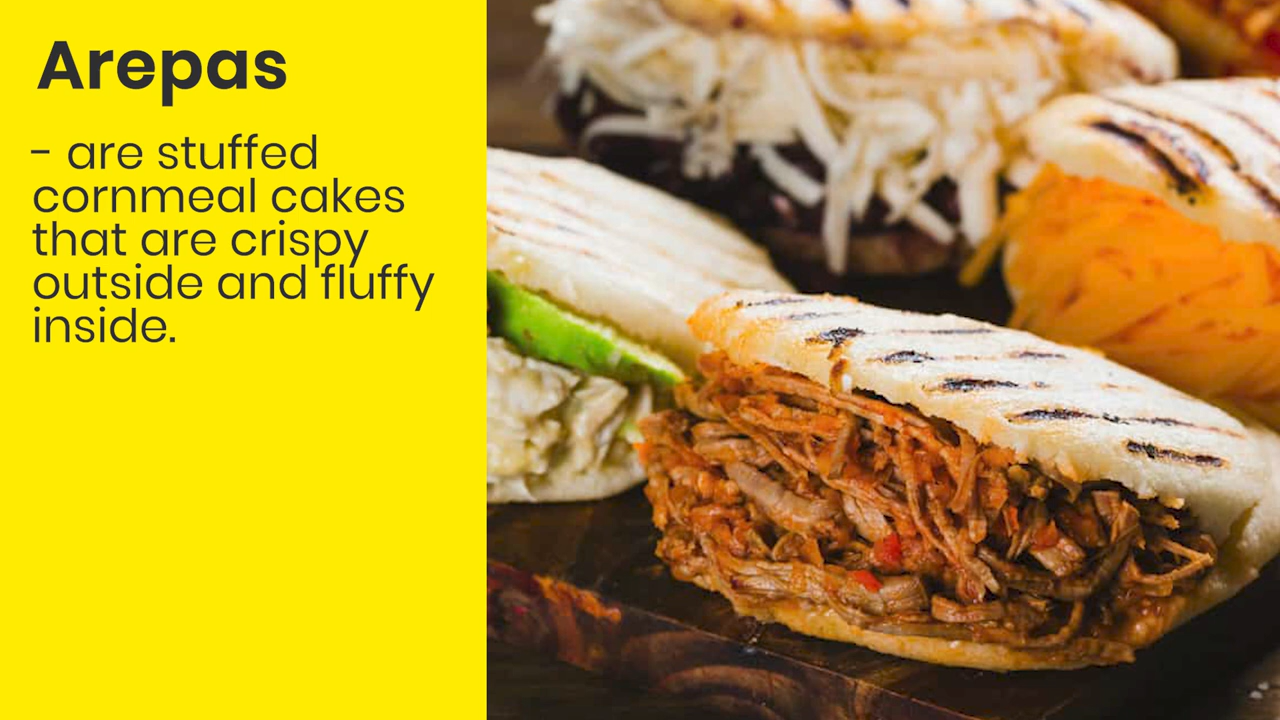 Arepas
- are stuffed
cornmeal cakes
that are crispy
outside and fluffy
inside.